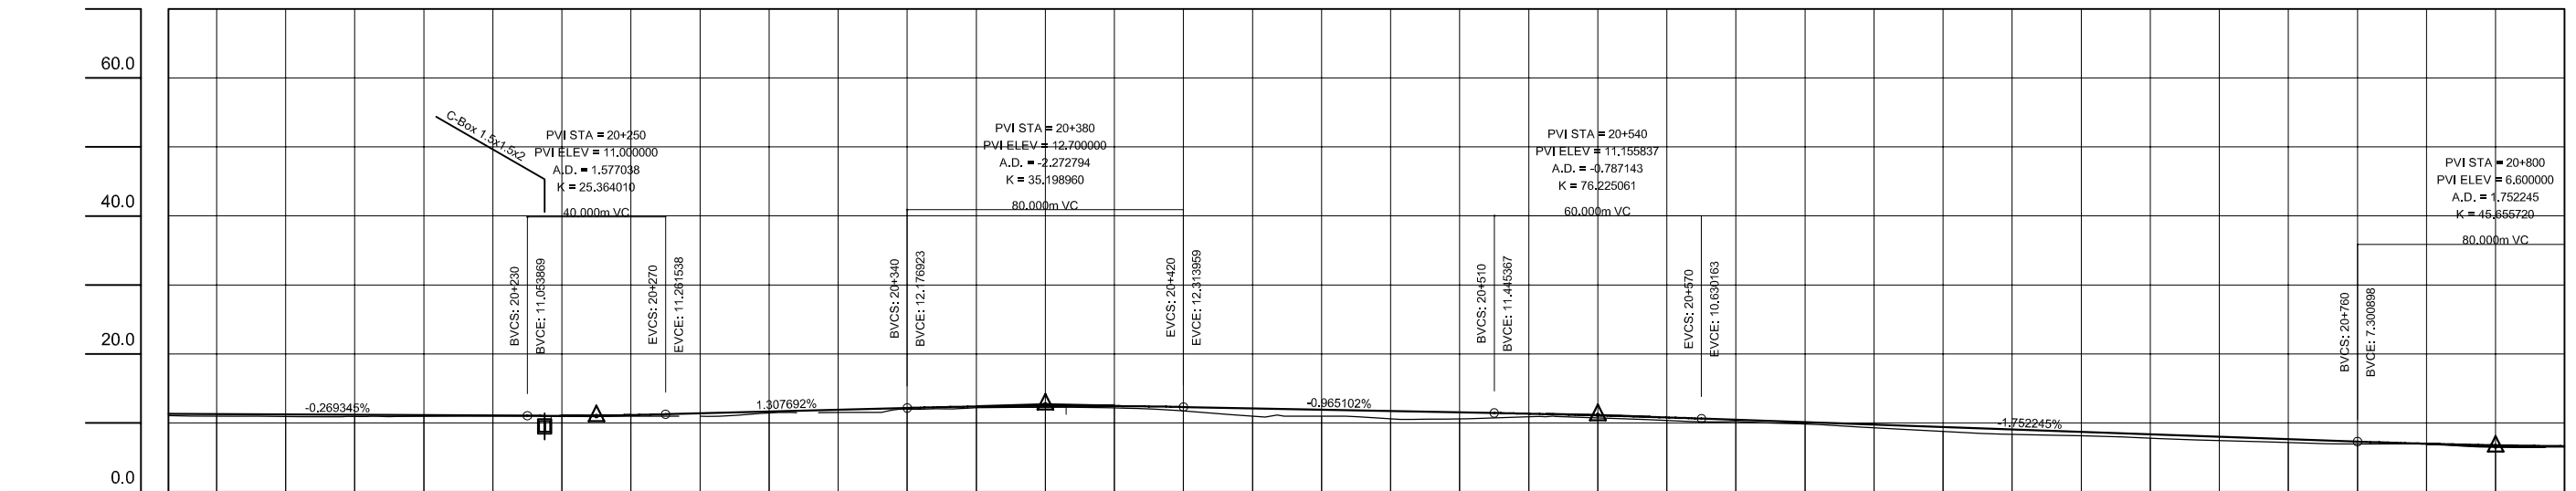 60.0
40.0
20.0
0.0
C-Box 1.5x1.5x2
PVI STA = 20+250
PVI ELEV = 11.000000
A.D. = 1.577038
K = 25.364010
40.000m VC
BVCS: 20+230
BVCE: 11.053869
EVCS: 20+270
EVCE: 11.261538
PVI STA = 20+380
PVI ELEV = 12.700000
A.D. = -2.272794
K = 35.198960
80.000m VC
BVCS: 20+340
BVCE: 12.176923
EVCS: 20+420
EVCE: 12.313959
PVI STA = 20+540
PVI ELEV = 11.155837
A.D. = -0.787143
K = 76.225061
60.000m VC
BVCS: 20+510
BVCE: 11.445367
EVCS: 20+570
EVCE: 10.630163
PVI STA = 20+800
PVI ELEV = 6.600000
A.D. = 1.752245
K = 45.655720
80.000m VC
BVCS: 20+760
BVCE: 7.300898
-0.269345%
1.307692%
-0.965102%
-1.752245%